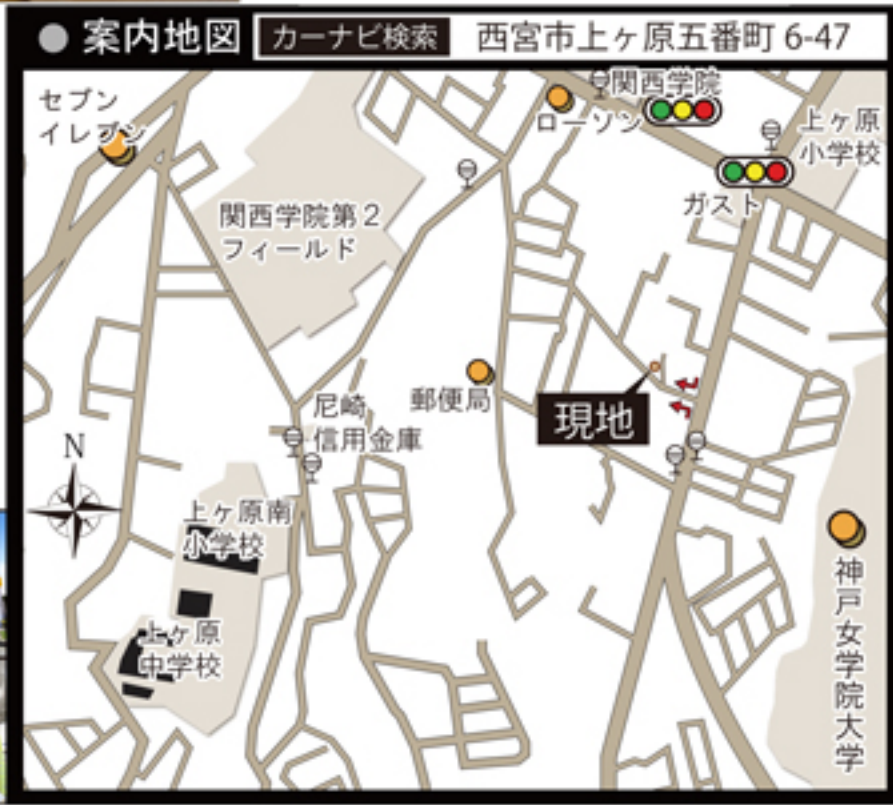 案内地図
カーナビ検索
西宮市上ヶ原五番町 6-47
セブン
イレブン
関西学院
ローソン
上ヶ原
小学校
ガスト
関西学院第2
フィールド
郵便局
尼崎
信用金庫
現地
N
上ヶ原南
小学校
上ヶ原
中学校
神戸女学院大学